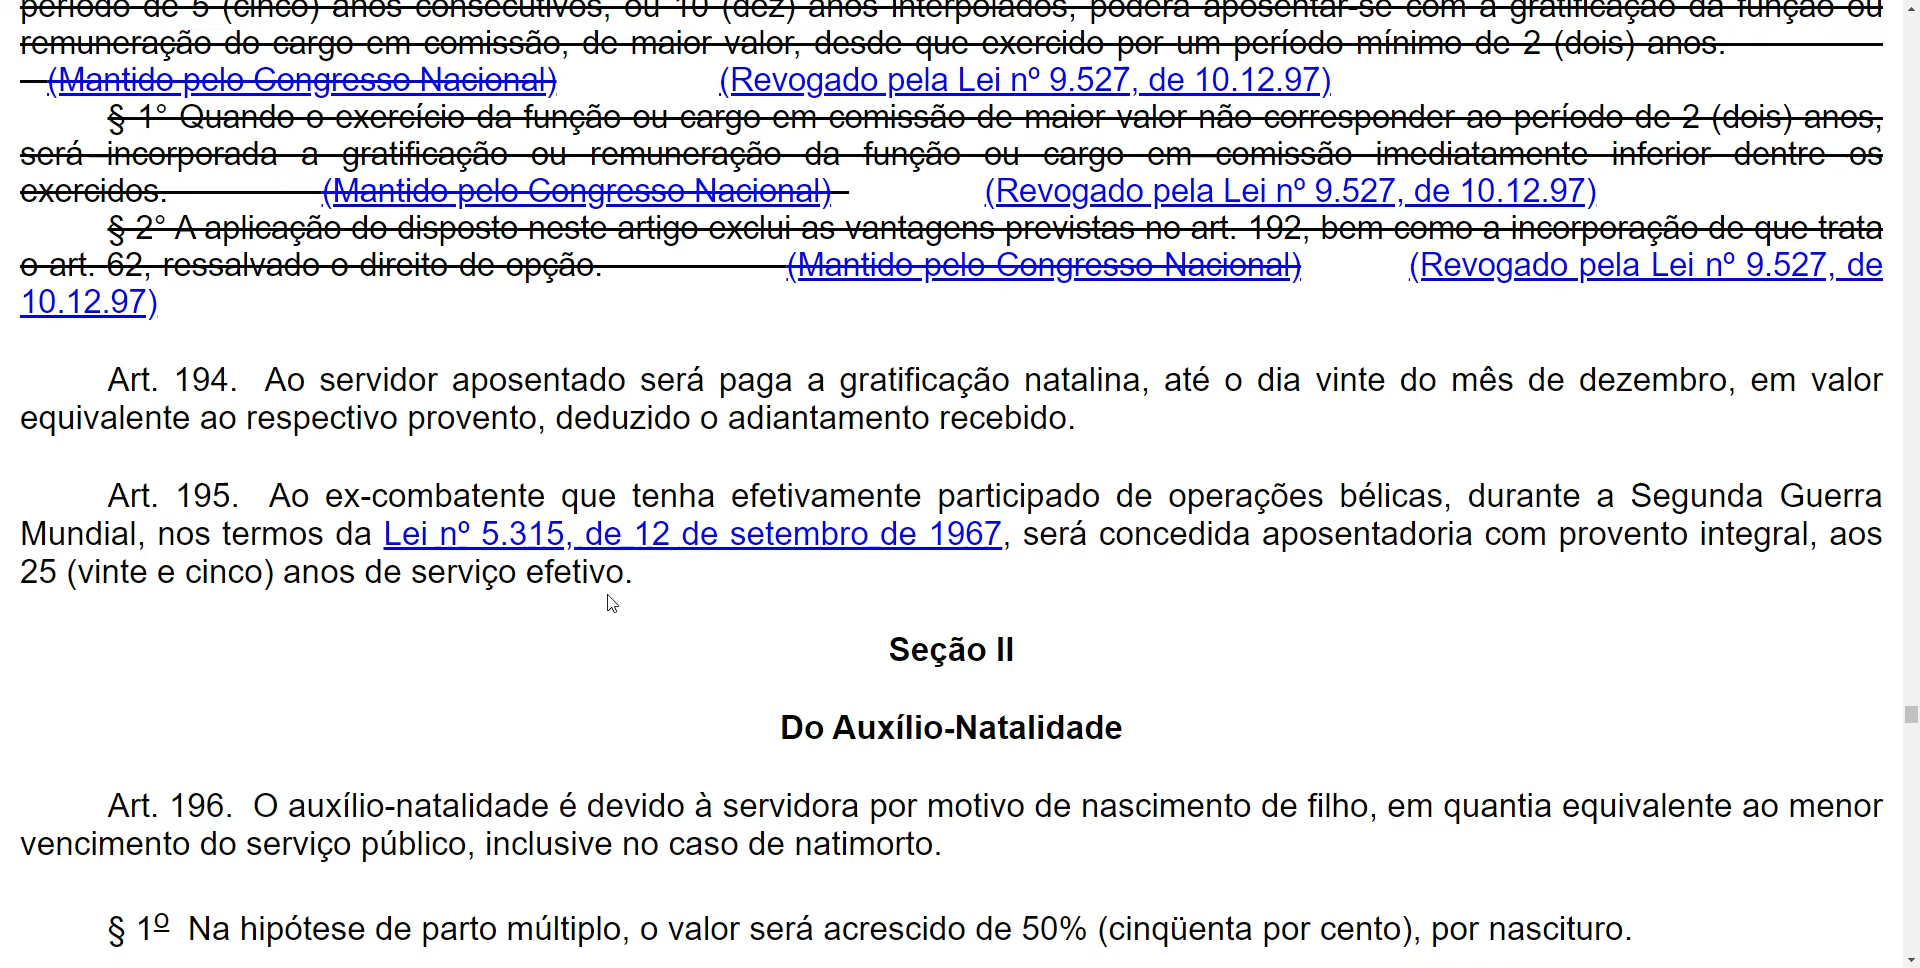 período de 5 (cinco) anos consecutivos, ou 10 (dez) anos interpolados, poderá aposentar-se com a gratificação da função ou
remuneração do cargo em comissão, de maior valor, desde que exercido por um período mínimo de 2 (dois) anos.
(Mantido pelo Congresso Nacional) (Revogado pela Lei nº 9.527, de 10.12.97)
§ 1° Quando o exercício da função ou cargo em comissão de maior valor não corresponder ao período de 2 (dois) anos,
será incorporada a gratificação ou remuneração da função ou cargo em comissão imediatamente inferior dentre os
exercidos. (Mantido pelo Congresso Nacional) (Revogado pela Lei nº 9.527, de 10.12.97)
§ 2° A aplicação do disposto neste artigo exclui as vantagens previstas no art. 192, bem como a incorporação de que trata
o art. 62, ressalvado o direito de opção. (Mantido pelo Congresso Nacional) (Revogado pela Lei nº 9.527, de
10.12.97)
Art. 194. Ao servidor aposentado será paga a gratificação natalina, até o dia vinte do mês de dezembro, em valor
equivalente ao respectivo provento, deduzido o adiantamento recebido.
Art. 195. Ao ex-combatente que tenha efetivamente participado de operações bélicas, durante a Segunda Guerra
Mundial, nos termos da Lei nº 5.315, de 12 de setembro de 1967, será concedida aposentadoria com provento integral, aos
25 (vinte e cinco) anos de serviço efetivo.
Seção II
Do Auxílio-Natalidade
Art. 196. O auxílio-natalidade é devido à servidora por motivo de nascimento de filho, em quantia equivalente ao menor
vencimento do serviço público, inclusive no caso de natimorto.
§ 1º Na hipótese de parto múltiplo, o valor será acrescido de 50% (cinqüenta por cento), por nascituro.